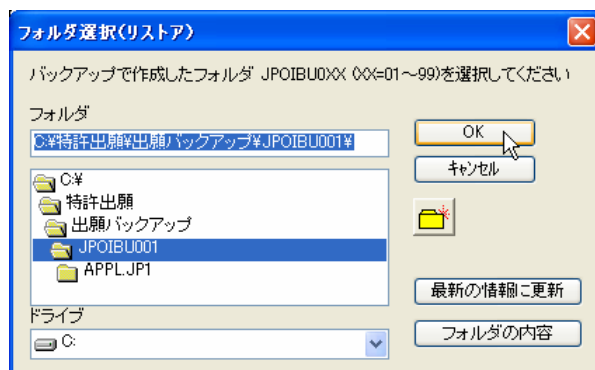 フォルダ選択(リストア)
バックアップで作成したフォルダ JPOIBU0XX (XX=01～99)を選択してください
フォルダ
C:¥特許出願¥出願バックアップ¥JPOIBU001¥
OK
キャンセル
C:¥
特許出願
出願バックアップ
JPOIBU001
APPL.JP1
最新の情報に更新
ドライブ
C:
フォルダの内容